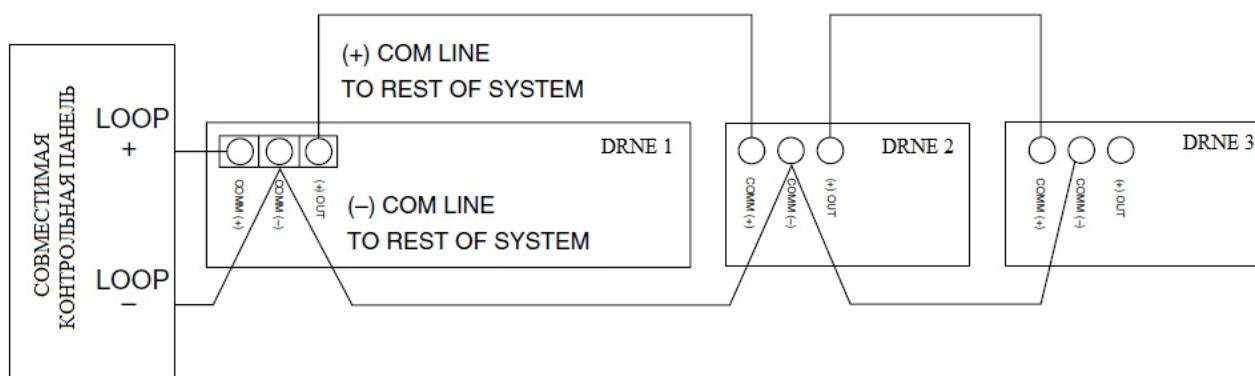 СОВМЕСТИМАЯ
КОНТРОЛЬНАЯ ПАНЕЛЬ
LOOP
+
LOOP
–
(+) COM LINE
TO REST OF SYSTEM
DRNE 1
COMM (+)
COMM (–)
(+) OUT
(–) COM LINE
TO REST OF SYSTEM
DRNE 2
COMM (+)
COMM (–)
(+) OUT
DRNE 3
COMM (+)
COMM (–)
(+) OUT